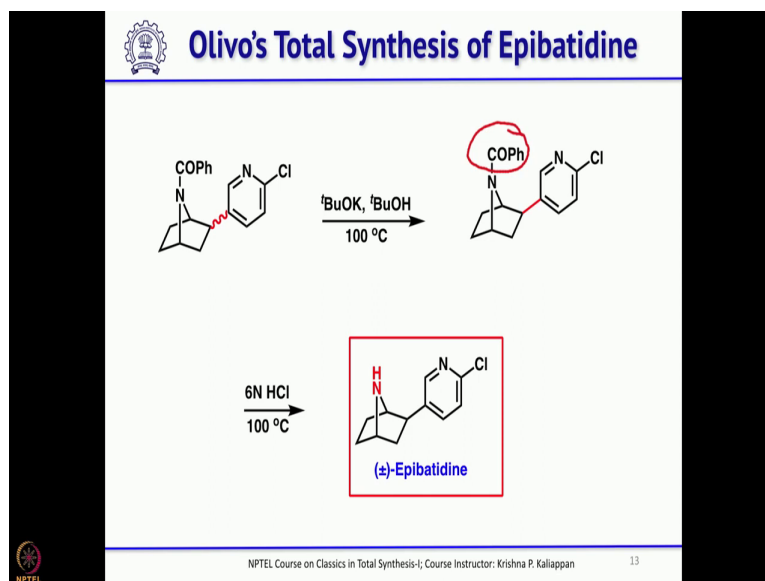 Olivo's Total Synthesis of Epibatidine
COPh
N
N
Cl
ᵗBuOK, ᵗBuOH
100 ºC
COPh
N
N
Cl
6N HCl
100 ºC
H
N
N
Cl
(±)-Epibatidine
NPTEL Course on Classics in Total Synthesis-I; Course Instructor: Krishna P. Kaliappan
13
NPTEL